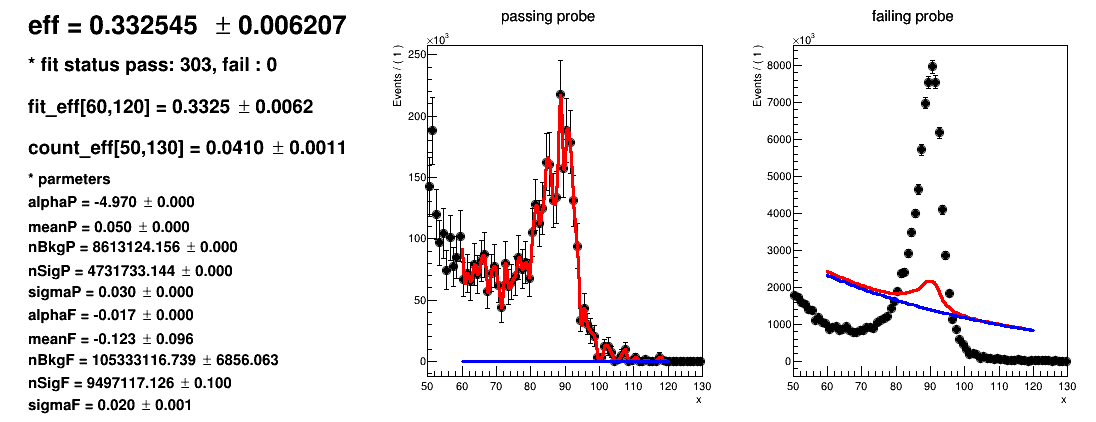 eff = 0.332545 ± 0.006207
* fit status pass: 303, fail : 0
fit_eff[60,120] = 0.3325 ± 0.0062
count_eff[50,130] = 0.0410 ± 0.0011
* parmeters
alphaP = -4.970 ± 0.000
meanP = 0.050 ± 0.000
nBkgP = 8613124.156 ± 0.000
nSigP = 4731733.144 ± 0.000
sigmaP = 0.030 ± 0.000
alphaF = -0.017 ± 0.000
meanF = -0.123 ± 0.096
nBkgF = 105333116.739 ± 6856.063
nSigF = 9497117.126 ± 0.100
sigmaF = 0.020 ± 0.001
passing probe
×10³
Events / ( 1 )
250
200
150
100
50
0
50 60 70 80 90 100 110 120 130
x
failing probe
×10³
Events / ( 1 )
8000
7000
6000
5000
4000
3000
2000
1000
0
50 60 70 80 90 100 110 120 130
x